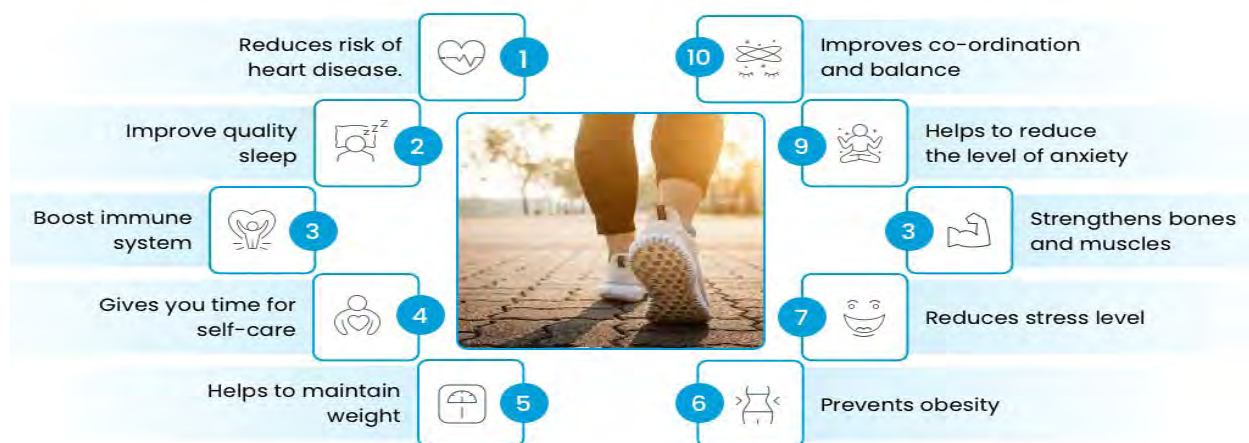 Reduces risk of
heart disease.
1
Improve quality
sleep
zzz
2
Boost immune
system
3
Gives you time for
self-care
4
Helps to maintain
weight
5
6
Prevents obesity
7
Reduces stress level
3
Strengthens bones
and muscles
9
Helps to reduce
the level of anxiety
10
Improves co-ordination
and balance